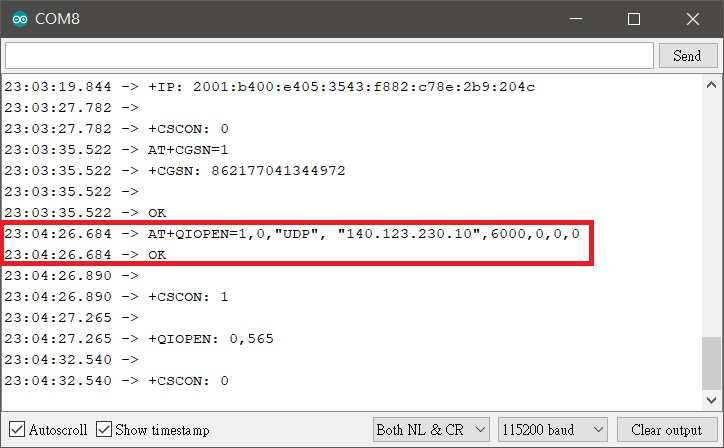 COM8
Send
23:03:19.844 -> +IP: 2001:b400:e405:3543:f882:c78e:2b9:204c
23:03:27.782 ->
23:03:27.782 -> +CSCON: 0
23:03:35.522 -> AT+CGSN=1
23:03:35.522 -> +CGSN: 862177041344972
23:03:35.522 ->
23:03:35.522 -> OK
23:04:26.684 -> AT+QIOPEN=1,0,"UDP", "140.123.230.10",6000,0,0,0
23:04:26.684 -> OK
23:04:26.890 ->
23:04:26.890 -> +CSCON: 1
23:04:27.265 ->
23:04:27.265 -> +QIOPEN: 0,565
23:04:32.540 ->
23:04:32.540 -> +CSCON: 0
Autoscroll Show timestamp Both NL & CR 115200 baud Clear output